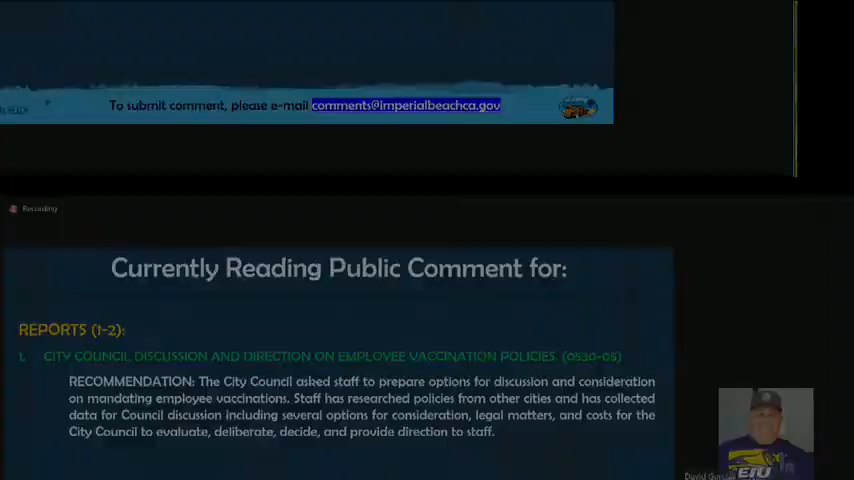 To submit comment, please e-mail comments@imperialbeachca.gov
Recording
Currently Reading Public Comment for:
REPORTS (1-2):
1. CITY COUNCIL DISCUSSION AND DIRECTION ON EMPLOYEE VACCINATION POLICIES. (0530-05)
RECOMMENDATION: The City Council asked staff to prepare options for discussion and consideration
on mandating employee vaccinations. Staff has researched policies from other cities and has collected
data for Council discussion including several options for consideration, legal matters, and costs for the
City Council to evaluate, deliberate, decide, and provide direction to staff.
EIU
David Garcias